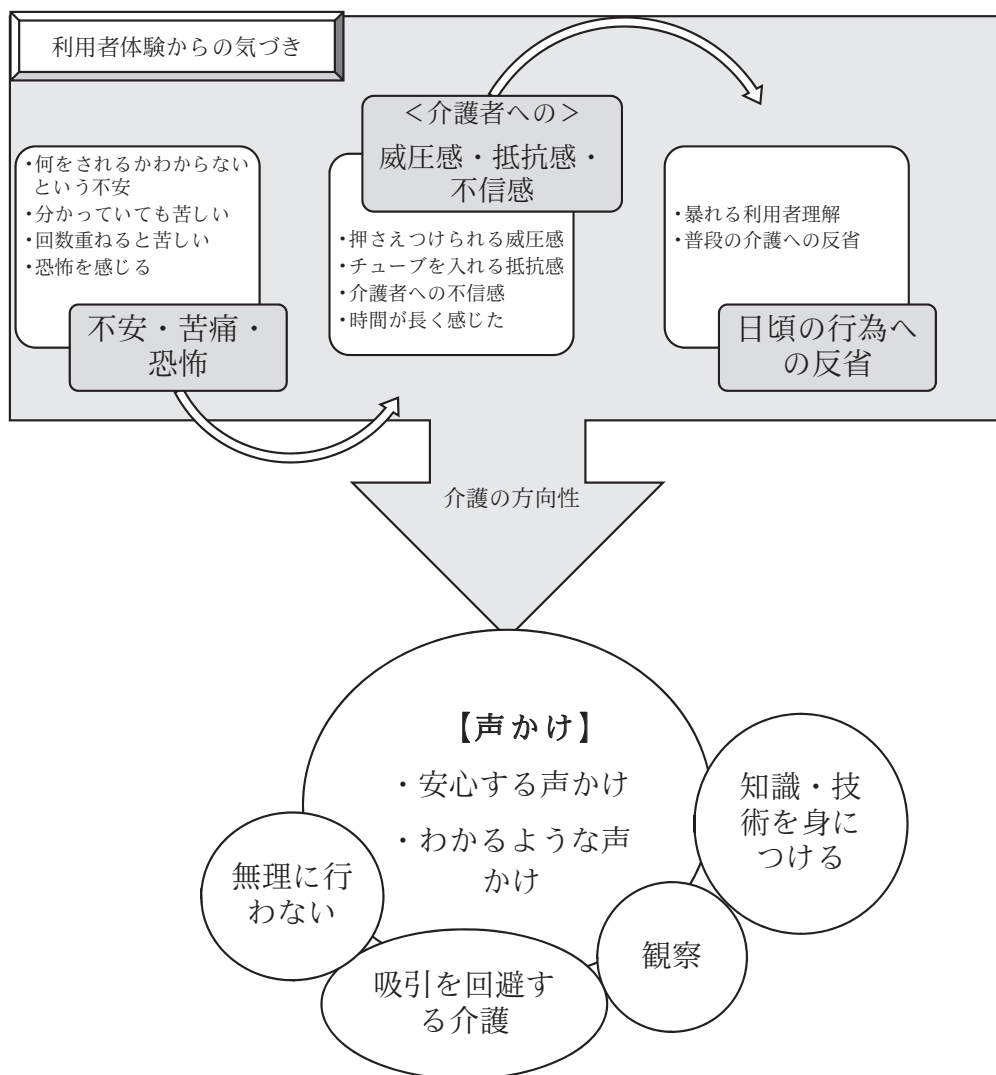 利用者体験からの気づき
・何をされるかわからない
という不安
・分かっていても苦しい
・回数重ねると苦しい
・恐怖を感じる
不安・苦痛・
恐怖
＜介護者への＞
威圧感・抵抗感・
不信感
・押さえつけられる威圧感
・チューブを入れる抵抗感
・介護者への不信感
・時間が長く感じた
・暴れる利用者理解
・普段の介護への反省
日頃の行為へ
の反省
介護の方向性
【声かけ】
・安心する声かけ
・わかるような声
かけ
無理に行
わない
吸引を回避す
る介護
観察
知識・技
術を身に
つける